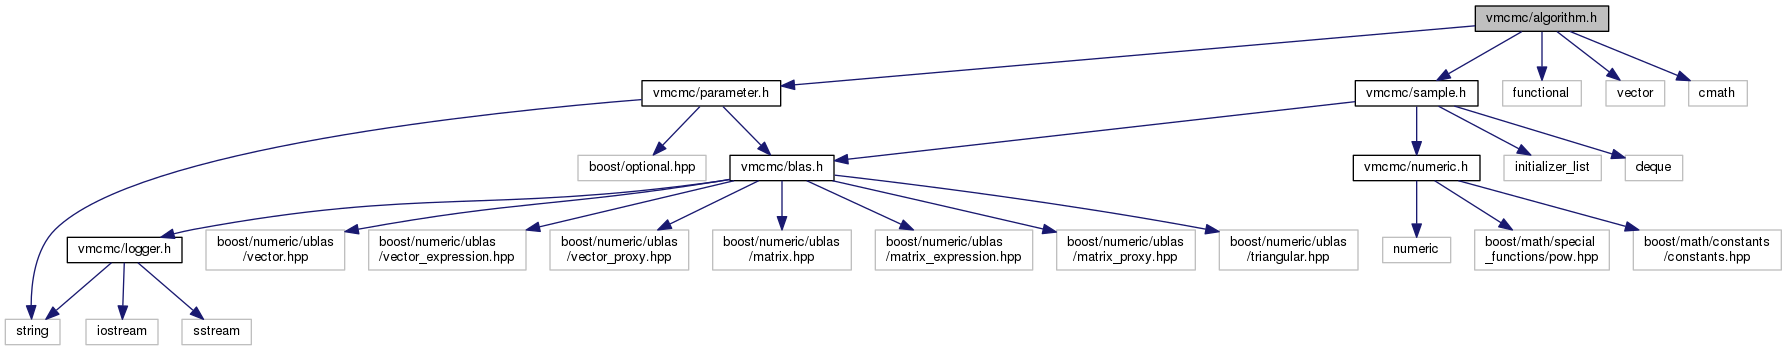 vmcmc/algorithm.h
vmcmc/parameter.h
vmcmc/sample.h
functional
vector
cmath
boost/optional.hpp
vmcmc/blas.h
vmcmc/numeric.h
initializer_list
deque
vmcmc/logger.h
boost/numeric/ublas
/vector.hpp
boost/numeric/ublas
/vector_expression.hpp
boost/numeric/ublas
/vector_proxy.hpp
boost/numeric/ublas
/matrix.hpp
boost/numeric/ublas
/matrix_expression.hpp
boost/numeric/ublas
/matrix_proxy.hpp
boost/numeric/ublas
/triangular.hpp
numeric
boost/math/special
_functions/pow.hpp
boost/math/constants
/constants.hpp
string
iostream
sstream